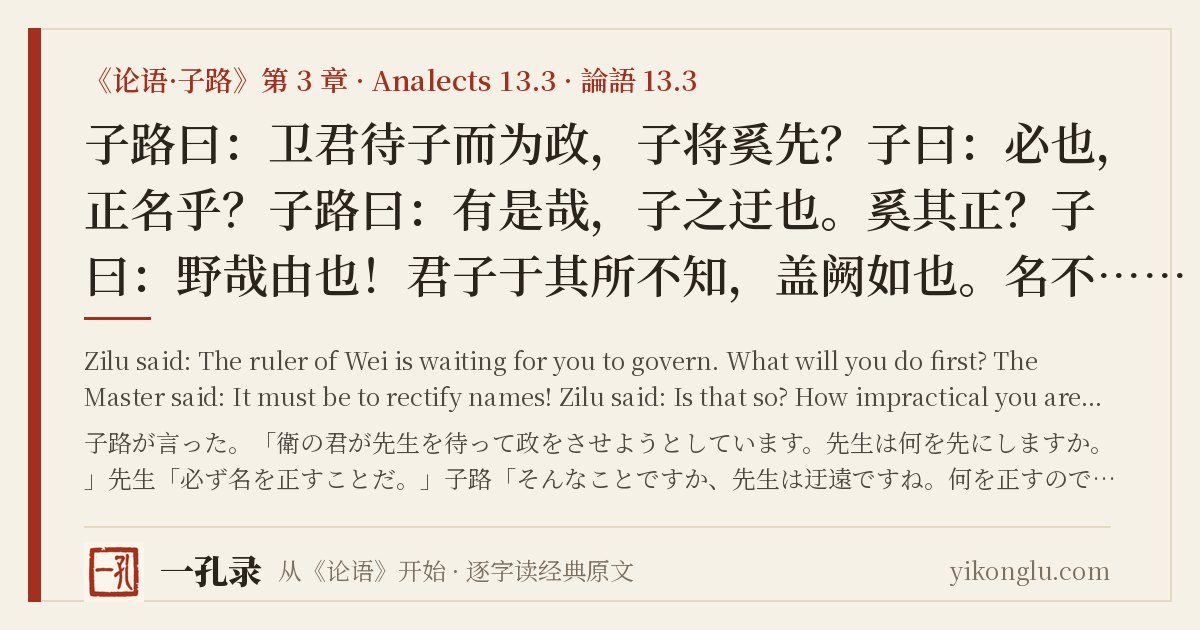 《论语·子路》第 3 章 · Analects 13.3 · 論語 13.3
子路曰：卫君待子而为政，子将奚先？子曰：必也，
正名乎？子路曰：有是哉，子之迂也。奚其正？子
曰：野哉由也！君子于其所不知，盖阙如也。名不……
Zilu said: The ruler of Wei is waiting for you to govern. What will you do first? The
Master said: It must be to rectify names! Zilu said: Is that so? How impractical you are...
子路が言った。「衛の君が先生を待って政をさせようとしています。先生は何を先にしますか。
」先生「必ず名を正すことだ。」子路「そんなことですか、先生は迂遠ですね。何を正すので…
一孔
一孔录 从《论语》开始 · 逐字读经典原文 yikonglu.com